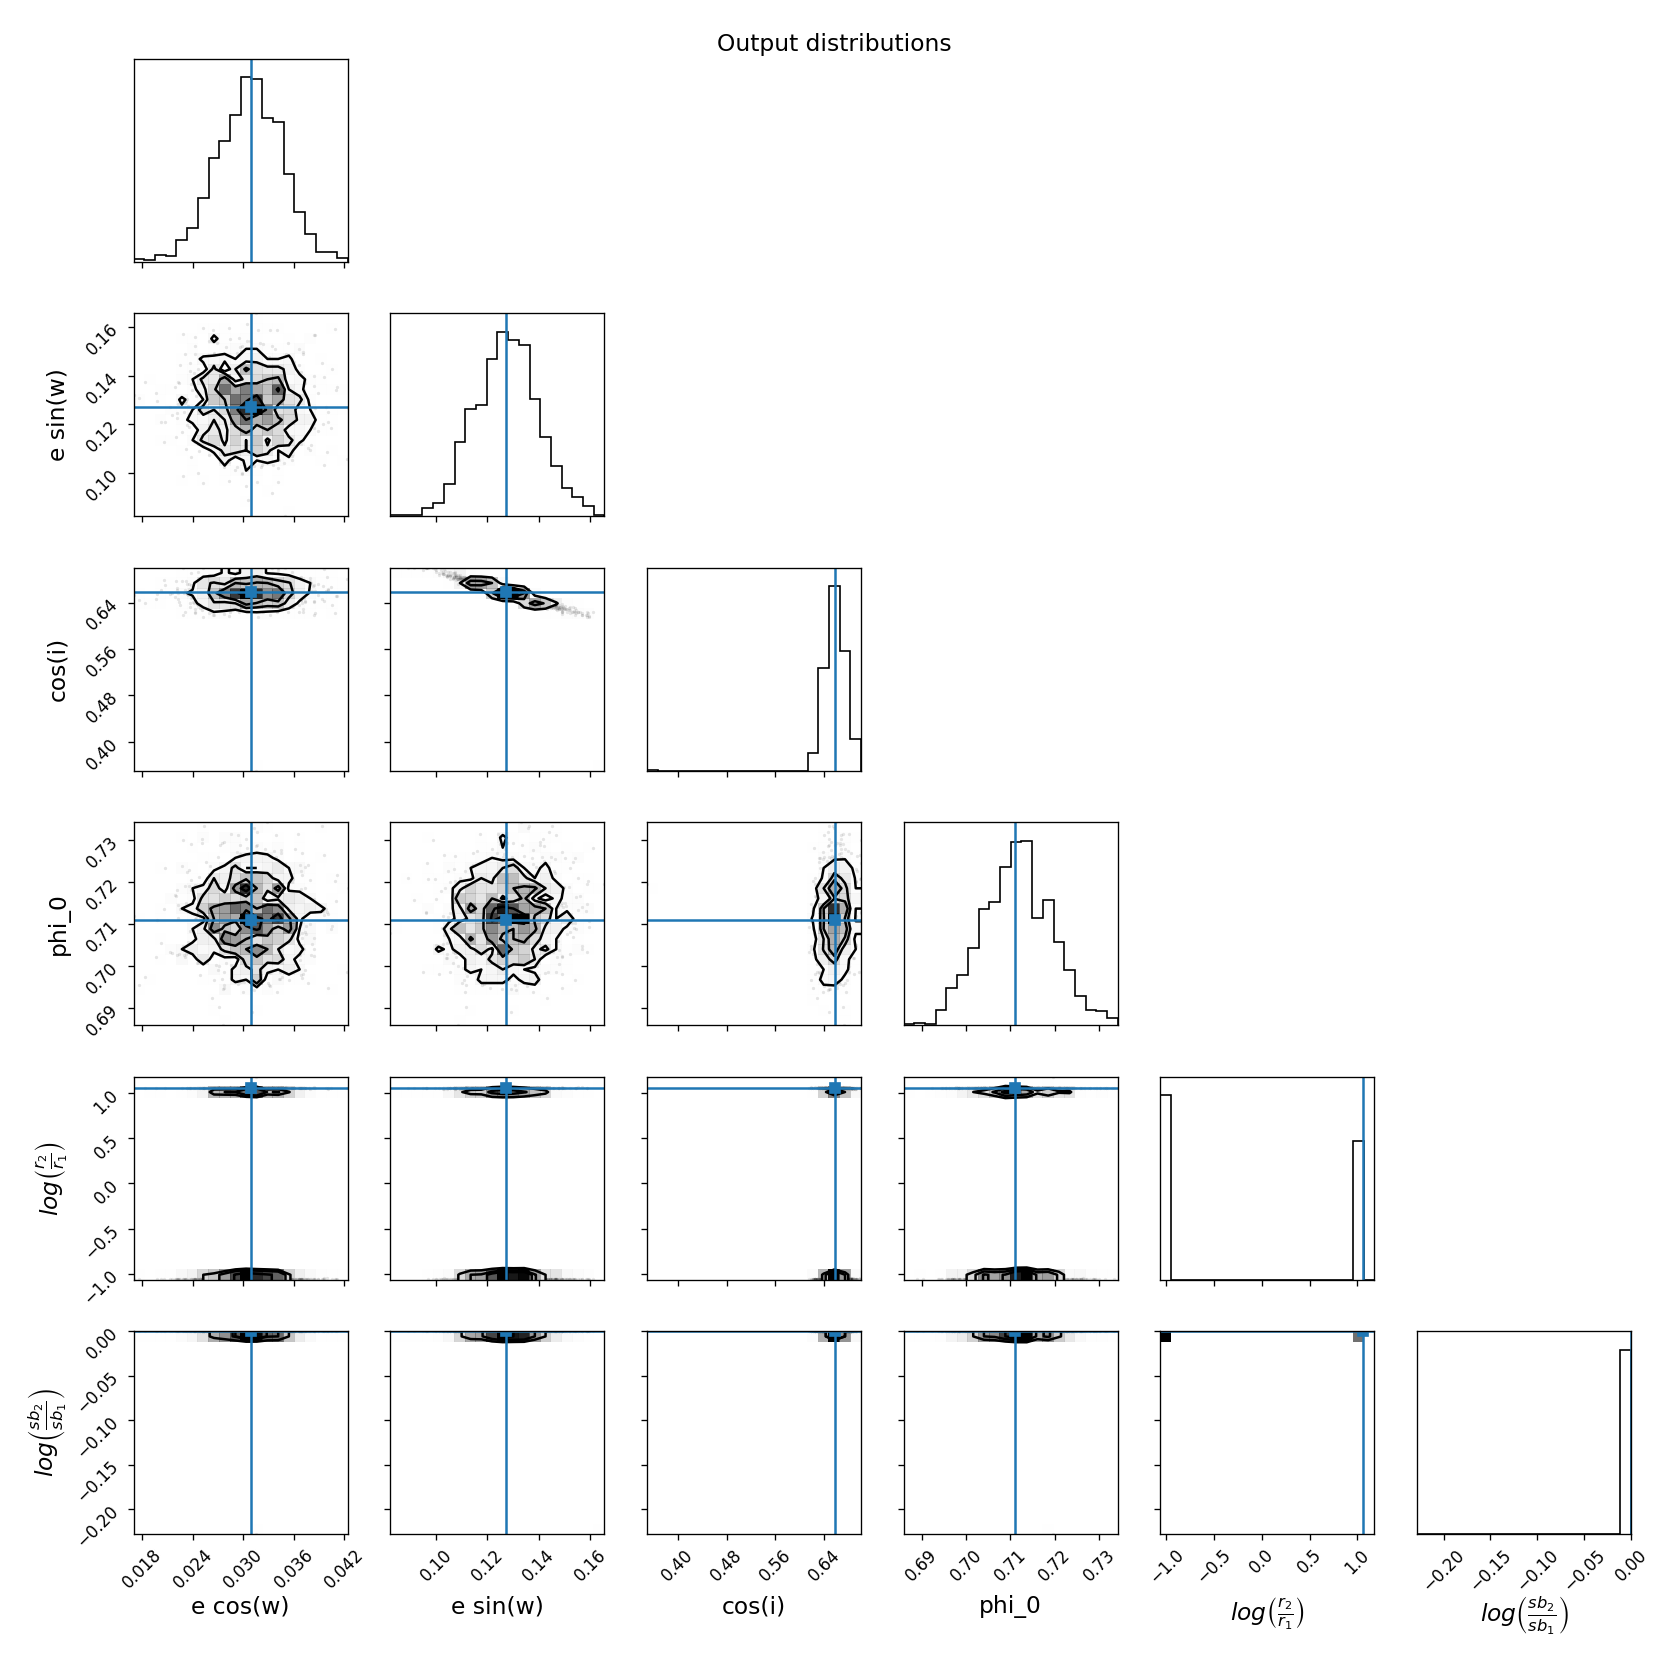 Output distributions
e sin(w)
0.16
0.14
0.12
0.10
cos(i)
0.64
0.56
0.48
0.40
phi_0
0.73
0.72
0.71
0.70
0.69
log(r₂/r₁)
1.0
0.5
0.0
−0.5
−1.0
log(sb₂/sb₁)
0.00
−0.05
−0.10
−0.15
−0.20
0.018 0.024 0.030 0.036 0.042 0.10 0.12 0.14 0.16 0.40 0.48 0.56 0.64 0.69 0.70 0.71 0.72 0.73 −1.0 −0.5 0.0 0.5 1.0 −0.20 −0.15 −0.10 −0.05 0.00
e cos(w) e sin(w) cos(i) phi_0 log(r₂/r₁) log(sb₂/sb₁)